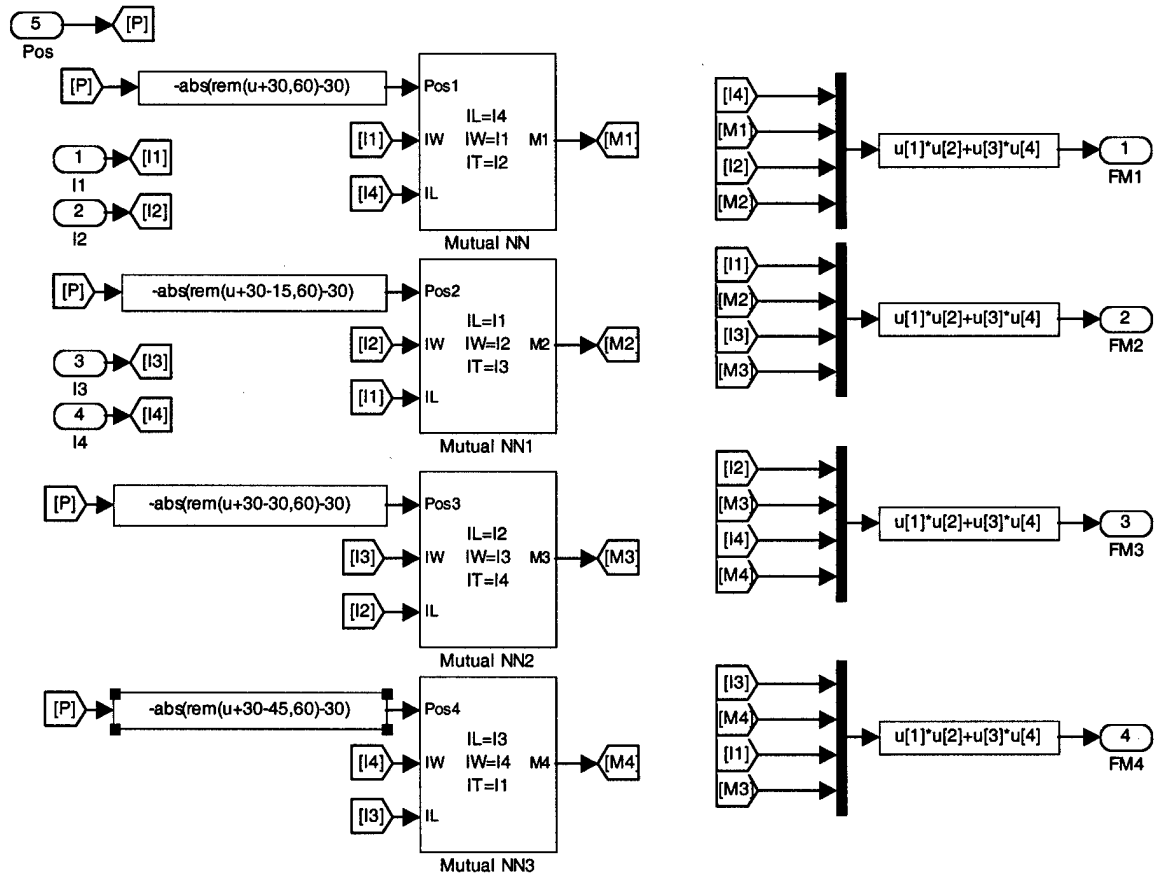 5
Pos
[P]
[P]
-abs(rem(u+30,60)-30)
Pos1
[I1]
IW
[I4]
IL
IL=I4
IW=I1
IT=I2
M1
[M1]
Mutual NN
1
I1
[I1]
2
I2
[I2]
[P]
-abs(rem(u+30-15,60)-30)
Pos2
[I2]
IW
[I1]
IL
IL=I1
IW=I2
IT=I3
M2
[M2]
Mutual NN1
3
I3
[I3]
4
I4
[I4]
[P]
-abs(rem(u+30-30,60)-30)
Pos3
[I3]
IW
[I2]
IL
IL=I2
IW=I3
IT=I4
M3
[M3]
Mutual NN2
[P]
-abs(rem(u+30-45,60)-30)
Pos4
[I4]
IW
[I3]
IL
IL=I3
IW=I4
IT=I1
M4
[M4]
Mutual NN3
[I4]
[M1]
[I2]
[M2]
u[1]*u[2]+u[3]*u[4]
1
FM1
[I1]
[M2]
[I3]
[M3]
u[1]*u[2]+u[3]*u[4]
2
FM2
[I2]
[M3]
[I4]
[M4]
u[1]*u[2]+u[3]*u[4]
3
FM3
[I3]
[M4]
[I1]
[M3]
u[1]*u[2]+u[3]*u[4]
4
FM4